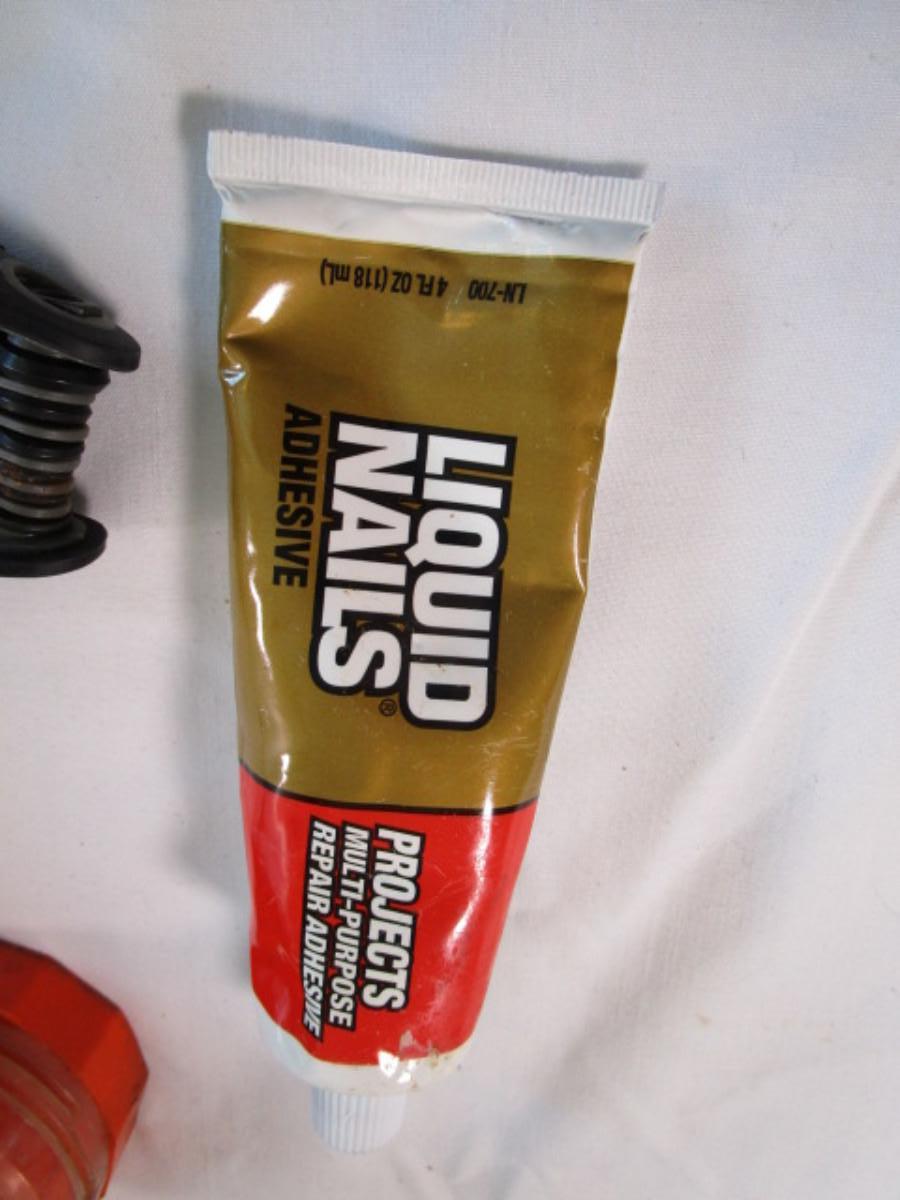 LIQUID
NAILS®
ADHESIVE
PROJECTS
MULTI-PURPOSE
REPAIR ADHESIVE
LN-700 4 FL OZ (118 mL)